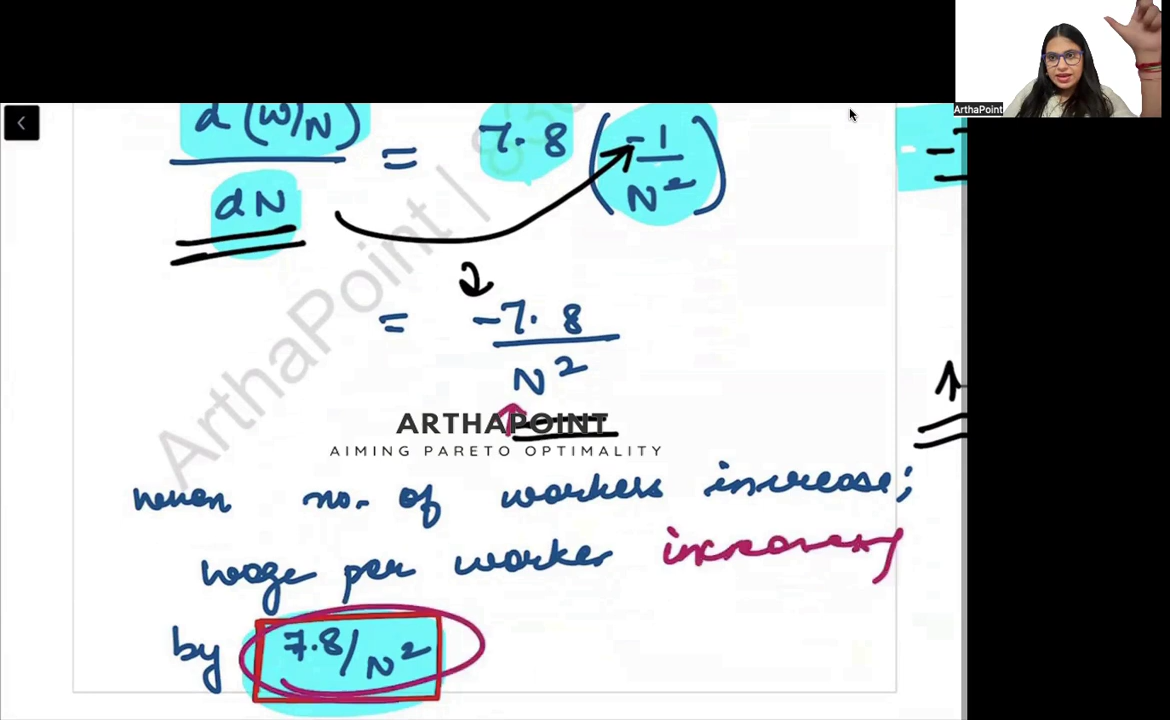 ArthaPoint
d(W/N)
= 7.8 (-1
dN
N²)
= -7.8
N²
ARTHAPOINT
AIMING PARETO OPTIMALITY
ArthaPoint |
when no. of workers increase;
wage per worker
by 7.8/N²